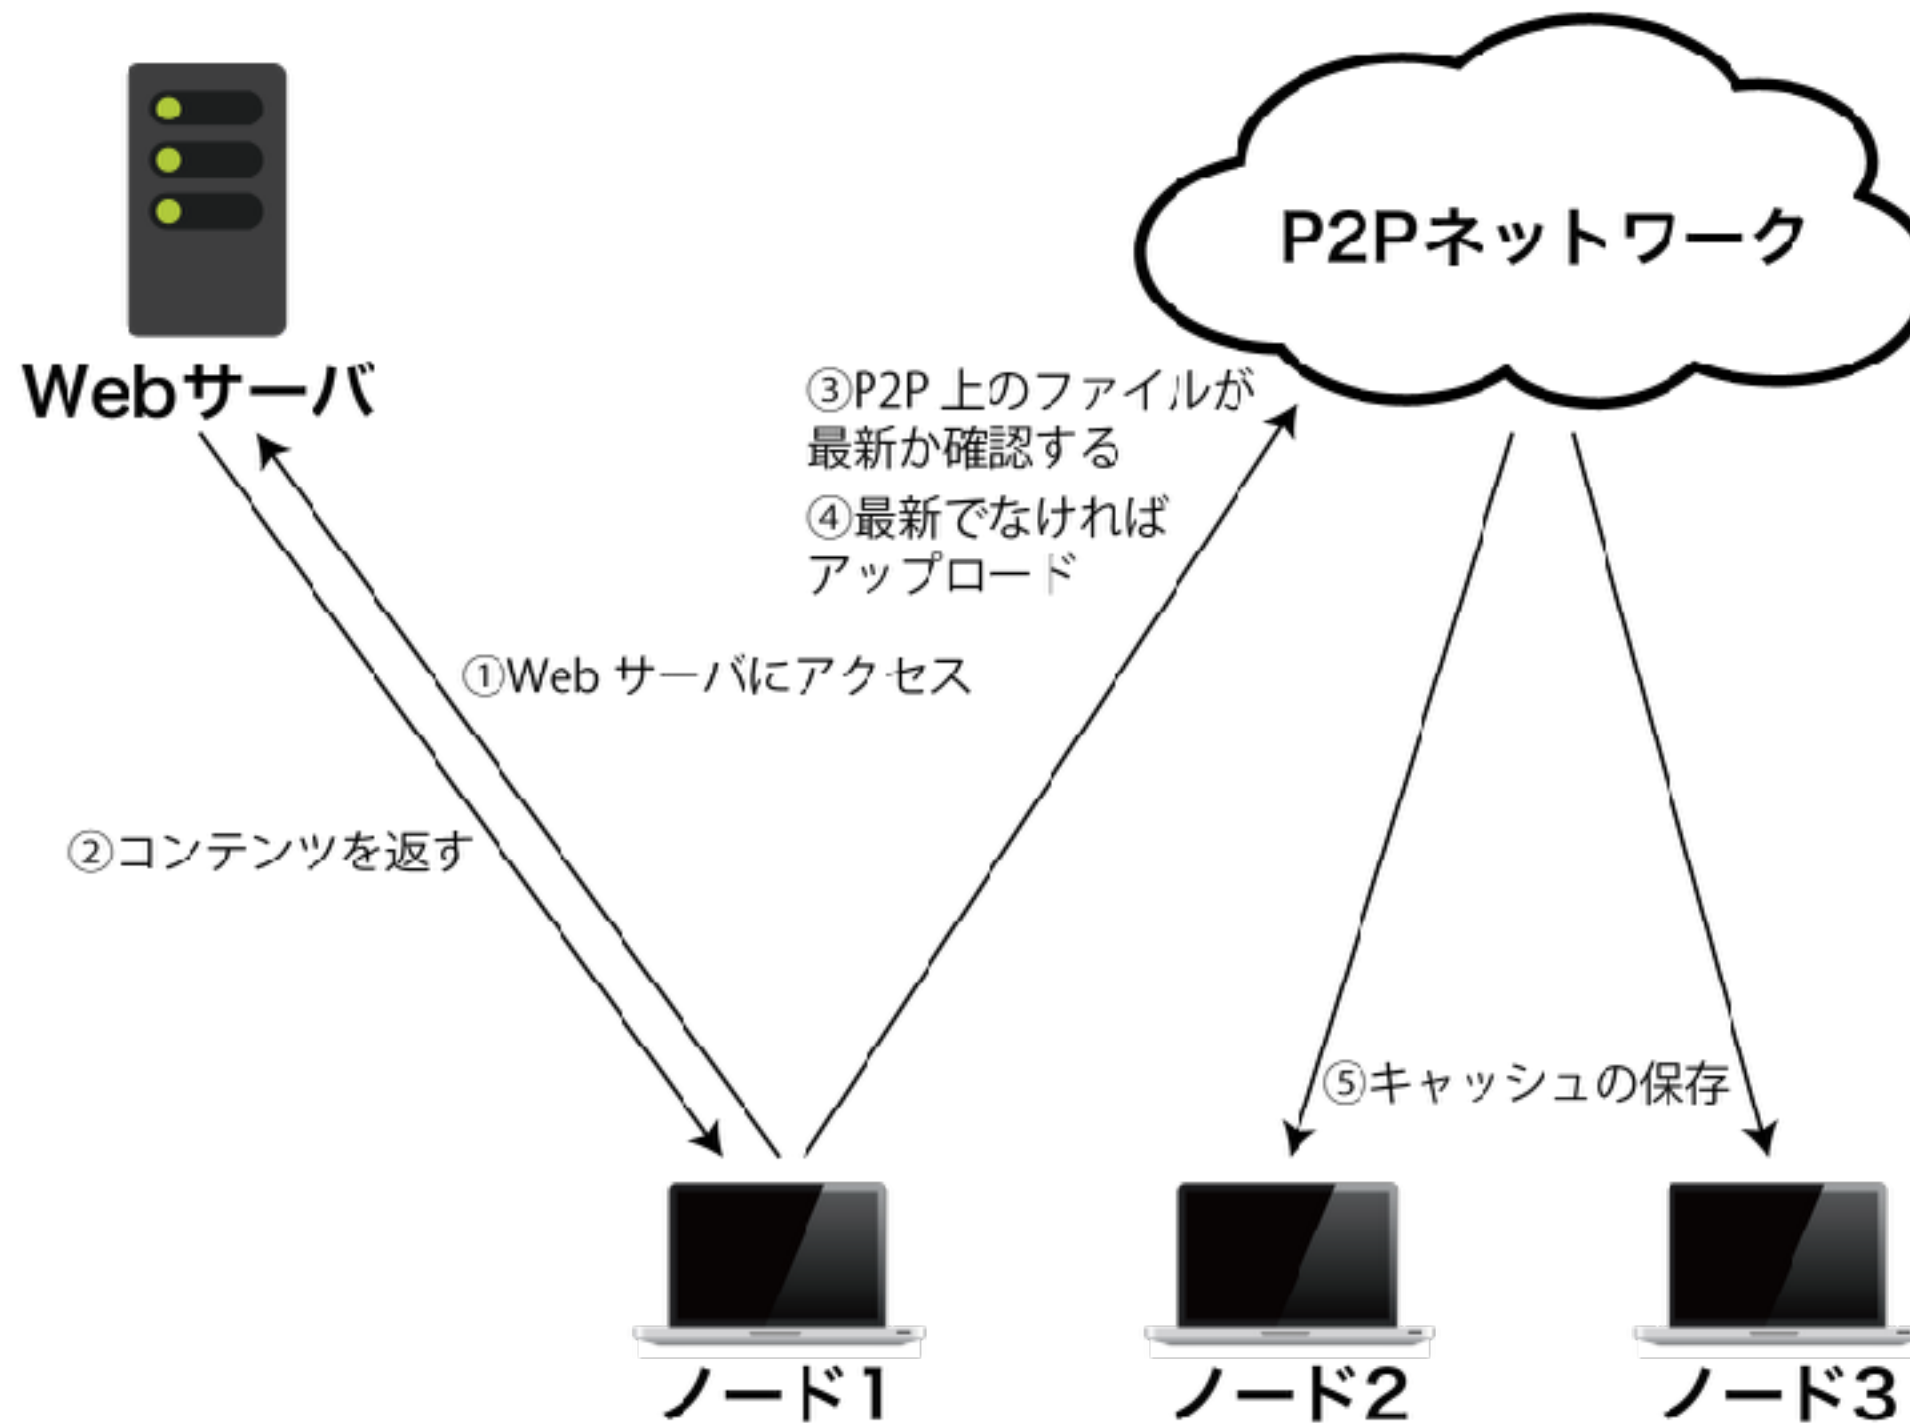 P2Pネットワーク
Webサーバ
③P2P 上のファイルが
最新か確認する
④最新でなければ
アップロード
①Web サーバにアクセス
②コンテンツを返す
⑤キャッシュの保存
ノード1
ノード2
ノード3